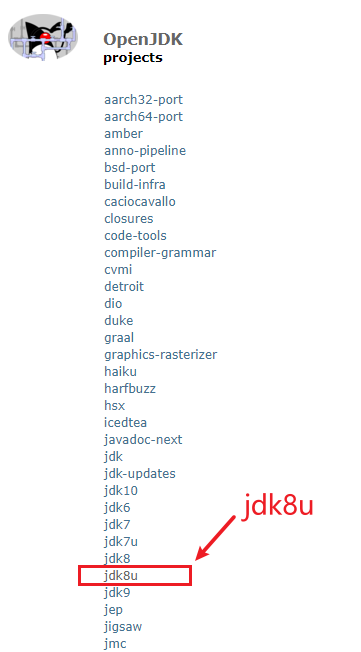 OpenJDK
projects
aarch32-port
aarch64-port
amber
anno-pipeline
bsd-port
build-infra
caciocavallo
closures
code-tools
compiler-grammar
cvmi
detroit
dio
duke
graal
graphics-rasterizer
haiku
harfbuzz
hsx
icedtea
javadoc-next
jdk
jdk-updates
jdk10
jdk6
jdk7
jdk7u
jdk8
jdk8u
jdk8u
jdk9
jep
jigsaw
jmc